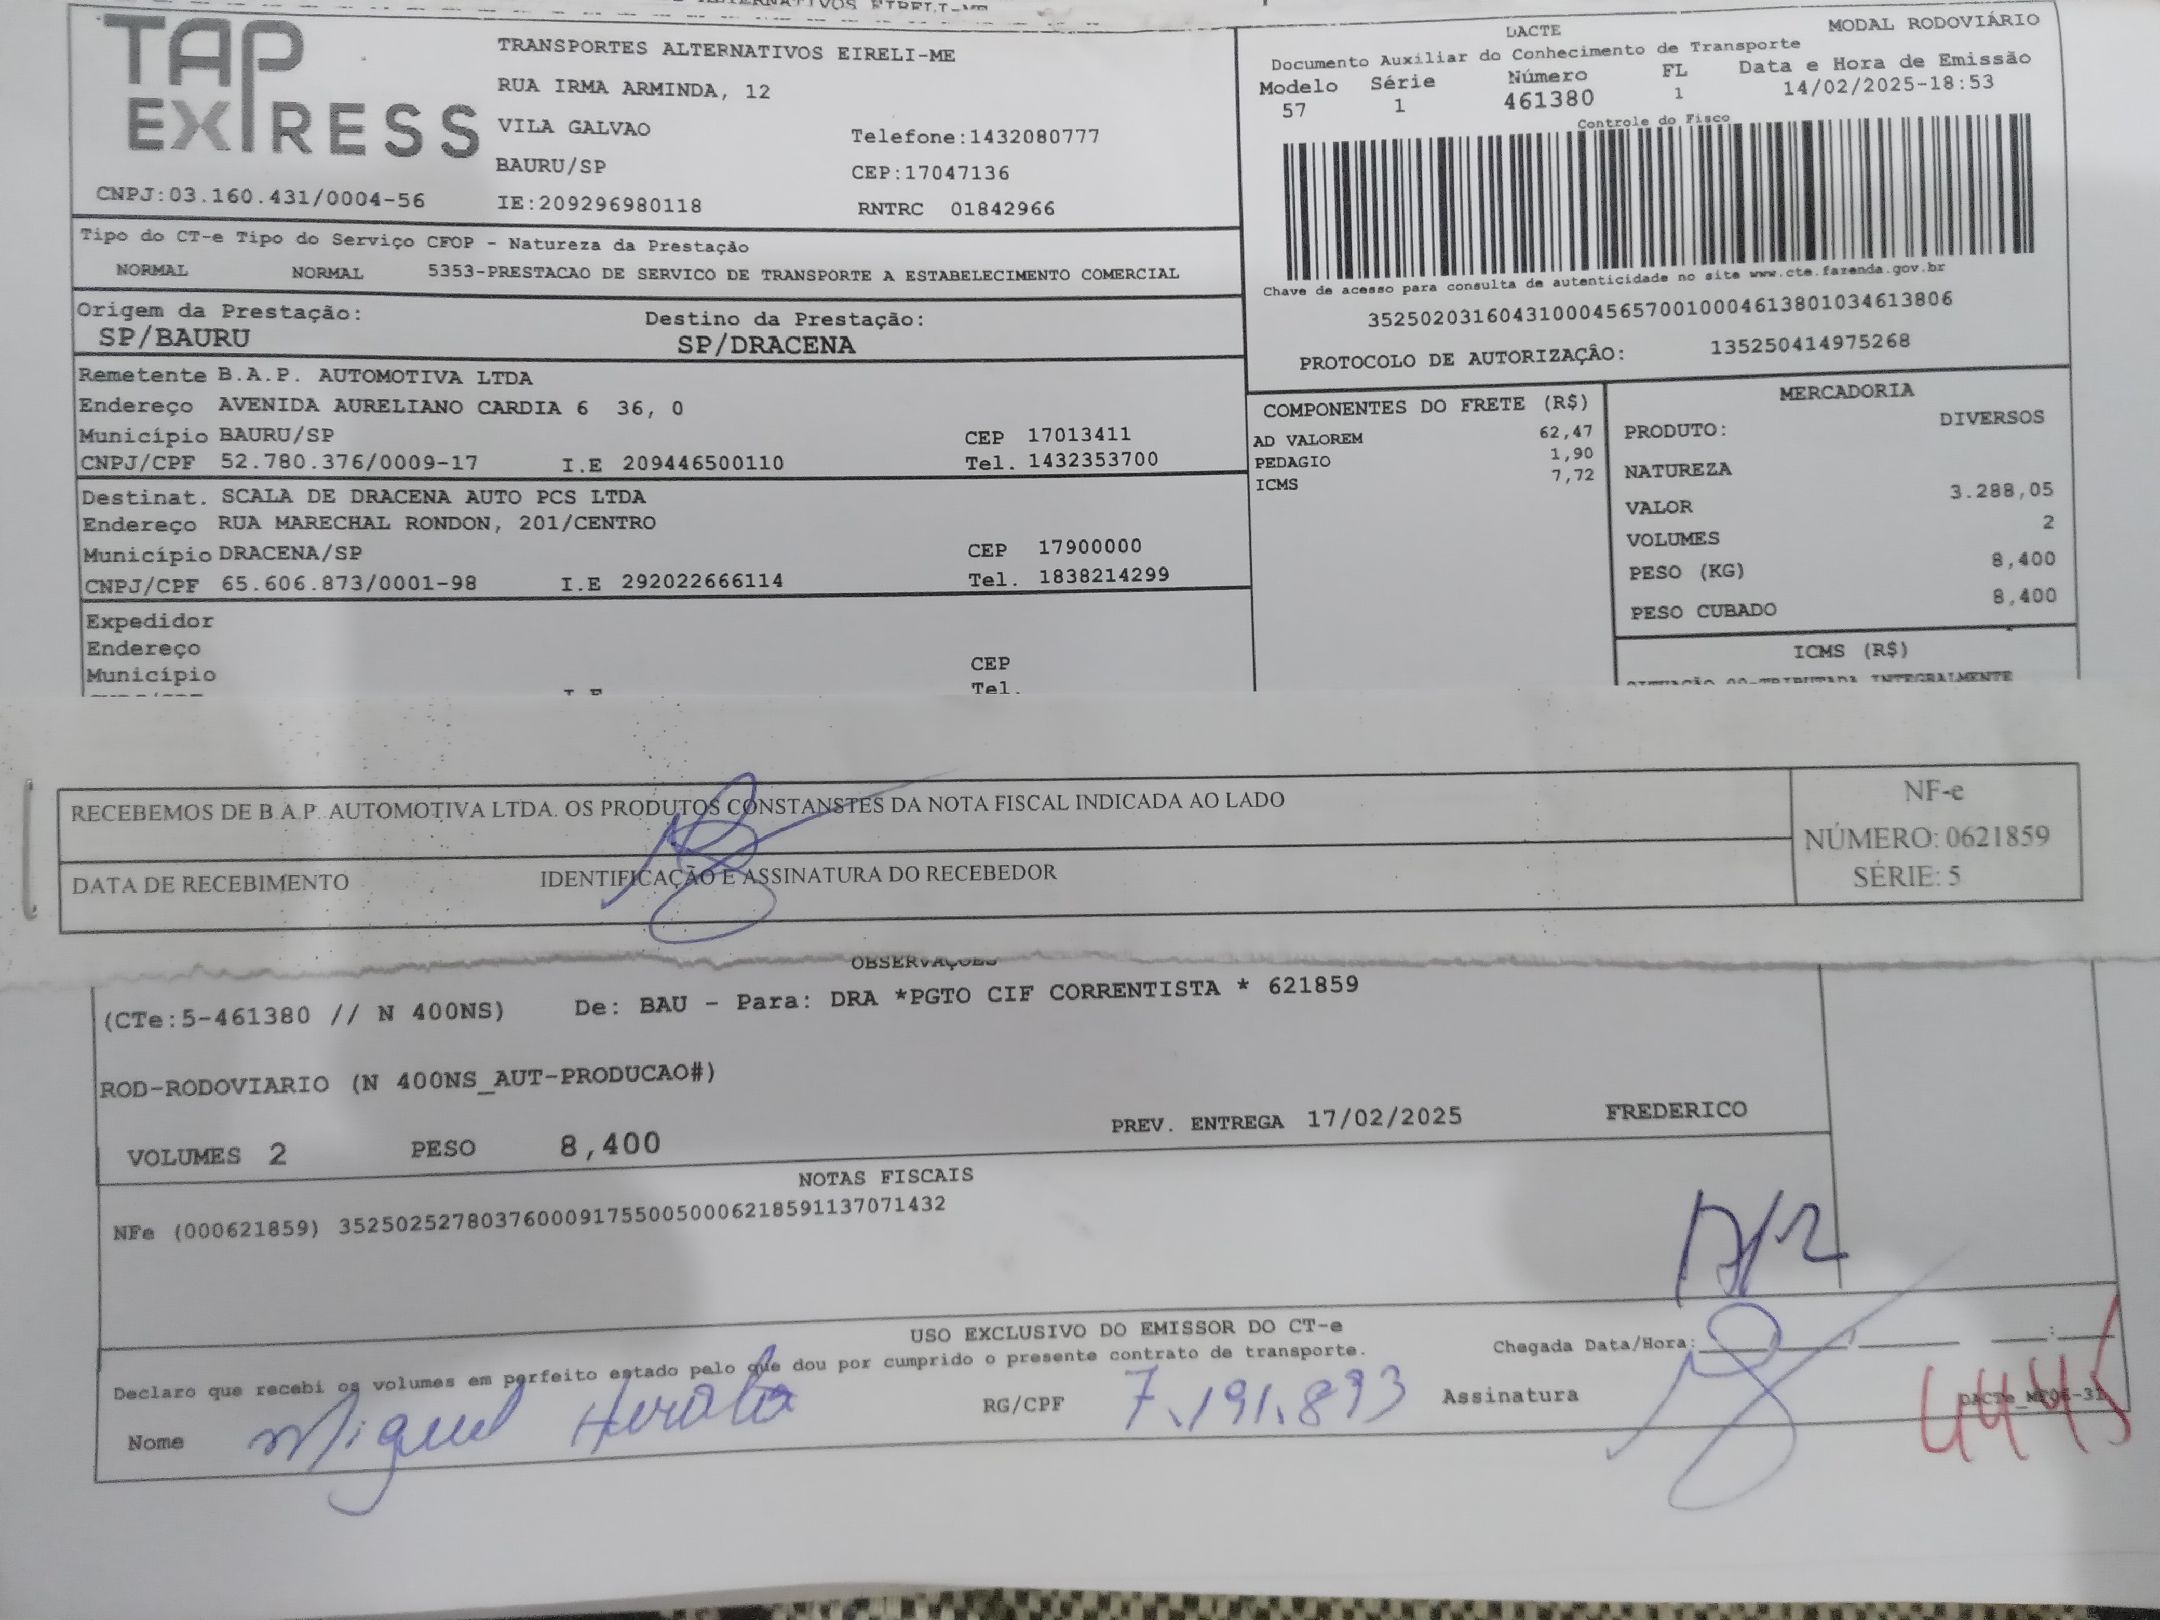 TAP EXPRESS
TRANSPORTES ALTERNATIVOS EIRELI-ME
RUA IRMA ARMINDA, 12
VILA GALVAO Telefone:1432080777
BAURU/SP CEP:17047136
CNPJ:03.160.431/0004-56 IE:209296980118 RNTRC 01842966
DACTE MODAL RODOVIÁRIO
Documento Auxiliar do Conhecimento de Transporte
Modelo Série Número FL Data e Hora de Emissão
57 1 461380 1 14/02/2025-18:53
Controle do Fisco
Chave de acesso para consulta de autenticidade no site www.cte.fazenda.gov.br
35250203160431000456570010004613801034613806
PROTOCOLO DE AUTORIZAÇÃO: 135250414975268
Tipo do CT-e Tipo do Serviço CFOP - Natureza da Prestação
NORMAL NORMAL 5353-PRESTACAO DE SERVICO DE TRANSPORTE A ESTABELECIMENTO COMERCIAL
Origem da Prestação: Destino da Prestação:
SP/BAURU SP/DRACENA
Remetente B.A.P. AUTOMOTIVA LTDA
Endereço AVENIDA AURELIANO CARDIA 6 36, 0
Município BAURU/SP CEP 17013411
CNPJ/CPF 52.780.376/0009-17 I.E 209446500110 Tel. 1432353700
Destinat. SCALA DE DRACENA AUTO PCS LTDA
Endereço RUA MARECHAL RONDON, 201/CENTRO
Município DRACENA/SP CEP 17900000
CNPJ/CPF 65.606.873/0001-98 I.E 292022666114 Tel. 1838214299
Expedidor
Endereço
Município CEP
Tel.
COMPONENTES DO FRETE (R$)
AD VALOREM 62,47
PEDAGIO 1,90
ICMS 7,72
MERCADORIA
PRODUTO: DIVERSOS
NATUREZA
VALOR 3.288,05
VOLUMES 2
PESO (KG) 8,400
PESO CUBADO 8,400
ICMS (R$)
SITUAÇÃO 00-TRIBUTADA INTEGRALMENTE
RECEBEMOS DE B.A.P. AUTOMOTIVA LTDA. OS PRODUTOS CONSTANSTES DA NOTA FISCAL INDICADA AO LADO
DATA DE RECEBIMENTO IDENTIFICAÇÃO E ASSINATURA DO RECEBEDOR
NF-e
NÚMERO: 0621859
SÉRIE: 5
OBSERVAÇÕES
(CTe:5-461380 // N 400NS) De: BAU - Para: DRA *PGTO CIF CORRENTISTA * 621859
ROD-RODOVIARIO (N 400NS_AUT-PRODUCAO#)
VOLUMES 2 PESO 8,400 PREV. ENTREGA 17/02/2025 FREDERICO
NOTAS FISCAIS
NFe (000621859) 35250252780376000917550050006218591137071432
USO EXCLUSIVO DO EMISSOR DO CT-e
Declaro que recebi os volumes em perfeito estado pelo que dou por cumprido o presente contrato de transporte.
Chegada Data/Hora:
Nome Miguel RG/CPF 7.191.893 Assinatura